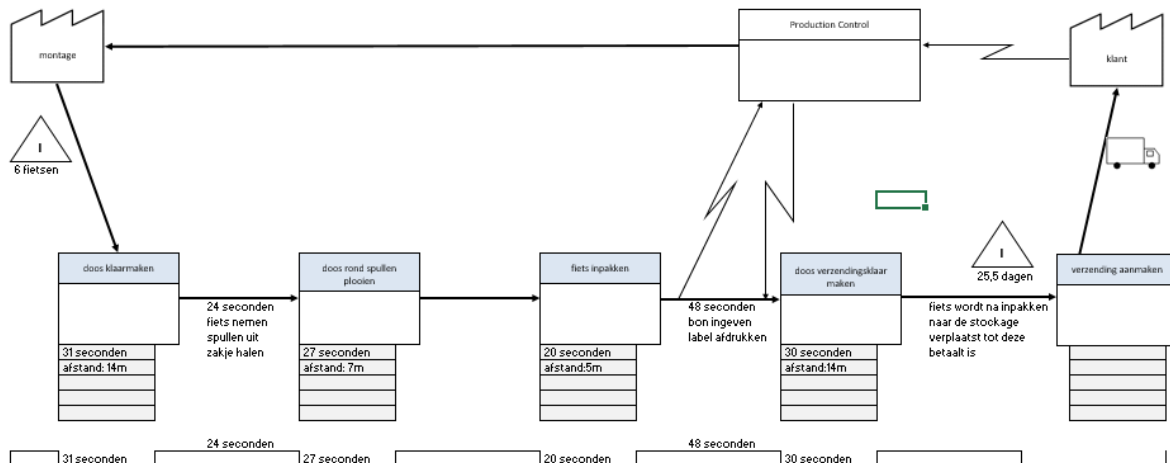 Production Control
montage
klant
I
6 fietsen
I
25,5 dagen
doos klaarmaken
doos rond spullen
plooien
fiets inpakken
doos verzendingsklaar
maken
verzending aanmaken
24 seconden
fiets nemen
spullen uit
zakje halen
48 seconden
bon ingeven
label afdrukken
fiets wordt na inpakken
naar de stockage
verplaatst tot deze
betaalt is
31 seconden
afstand: 14m
27 seconden
afstand: 7m
20 seconden
afstand:5m
30 seconden
afstand:14m
24 seconden
48 seconden
31 seconden
27 seconden
20 seconden
30 seconden